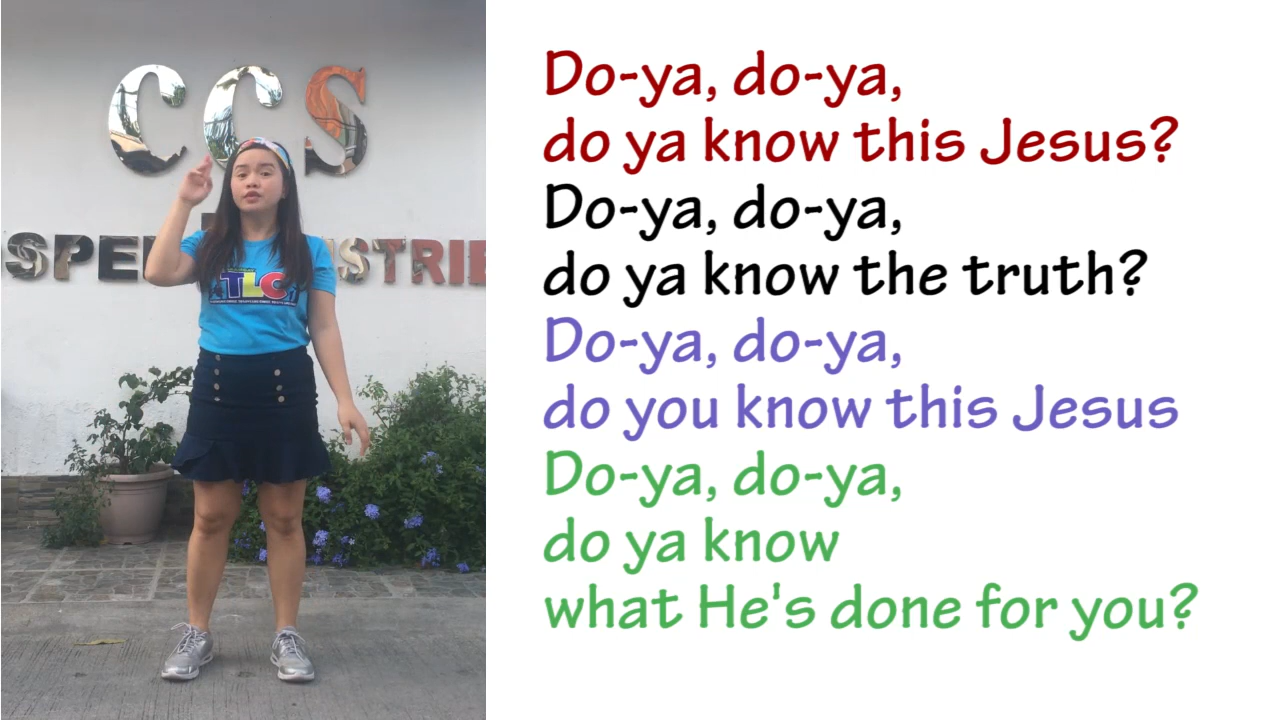 CCS
TLC
Do-ya, do-ya,
do ya know this Jesus?
Do-ya, do-ya,
do ya know the truth?
Do-ya, do-ya,
do you know this Jesus
Do-ya, do-ya,
do ya know
what He's done for you?